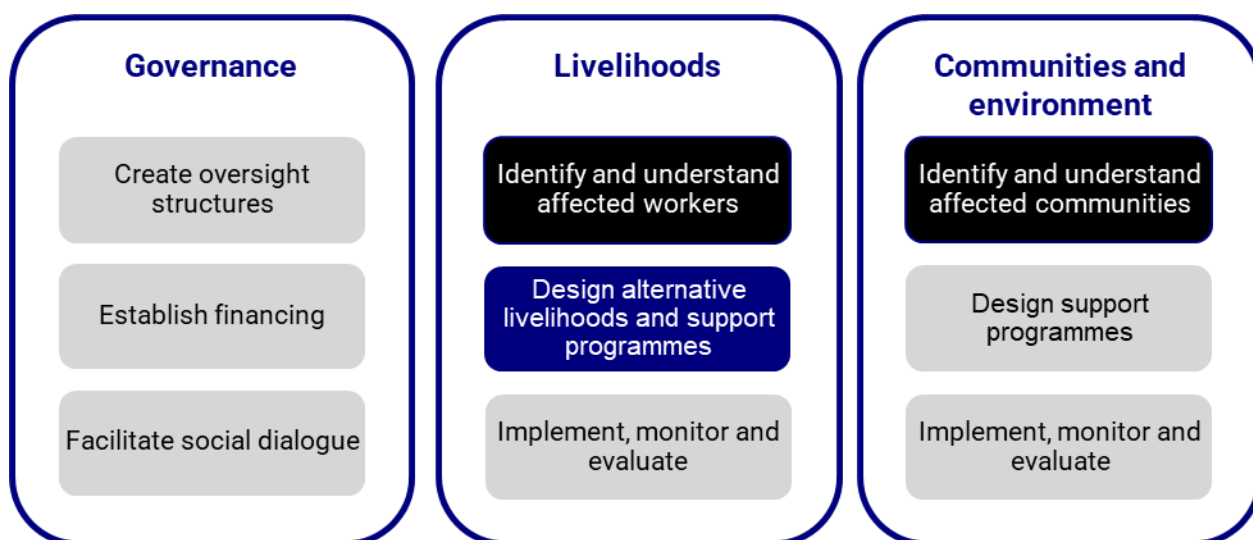 Governance
Create oversight
structures
Establish financing
Facilitate social dialogue
Livelihoods
Identify and understand
affected workers
Design alternative
livelihoods and support
programmes
Implement, monitor and
evaluate
Communities and
environment
Identify and understand
affected communities
Design support
programmes
Implement, monitor and
evaluate